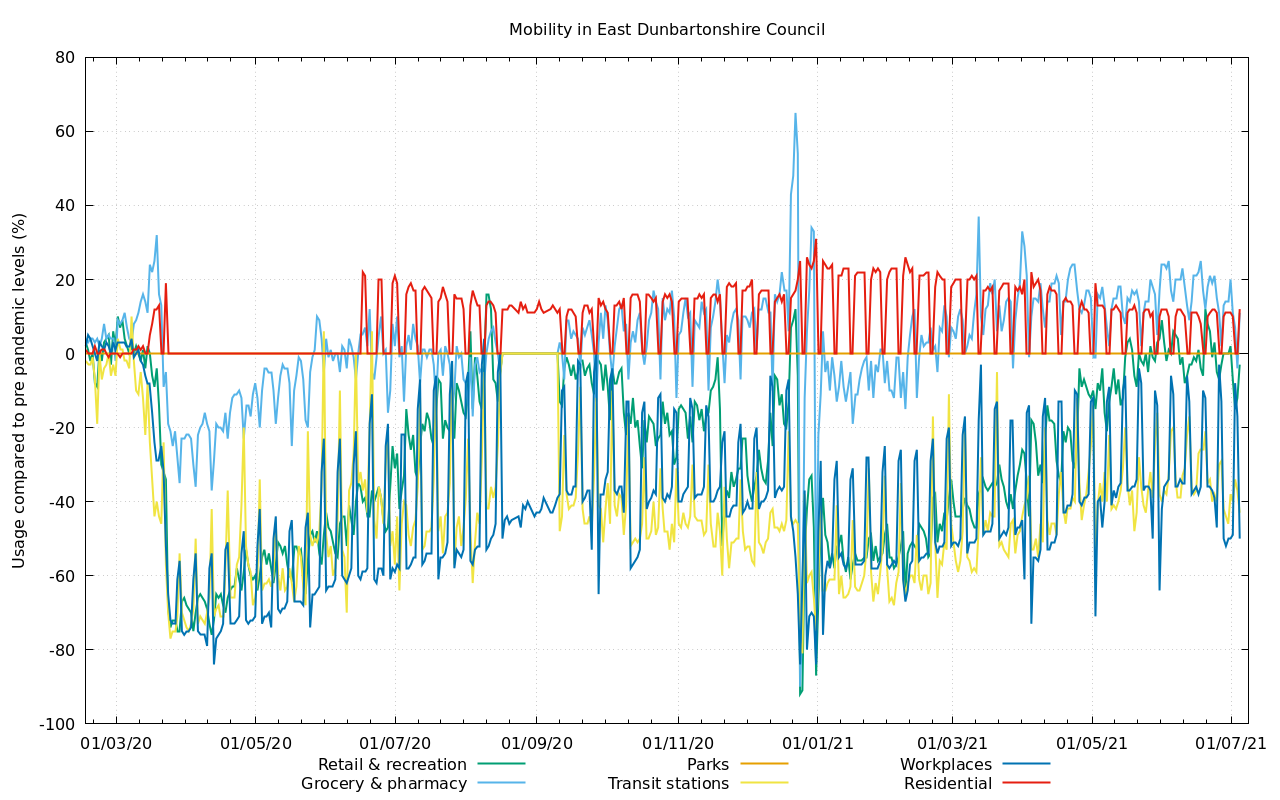 Mobility in East Dunbartonshire Council
Usage compared to pre pandemic levels (%)
80
60
40
20
0
-20
-40
-60
-80
-100
01/03/20 01/05/20 01/07/20 01/09/20 01/11/20 01/01/21 01/03/21 01/05/21 01/07/21
Retail & recreation Parks Workplaces
Grocery & pharmacy Transit stations Residential